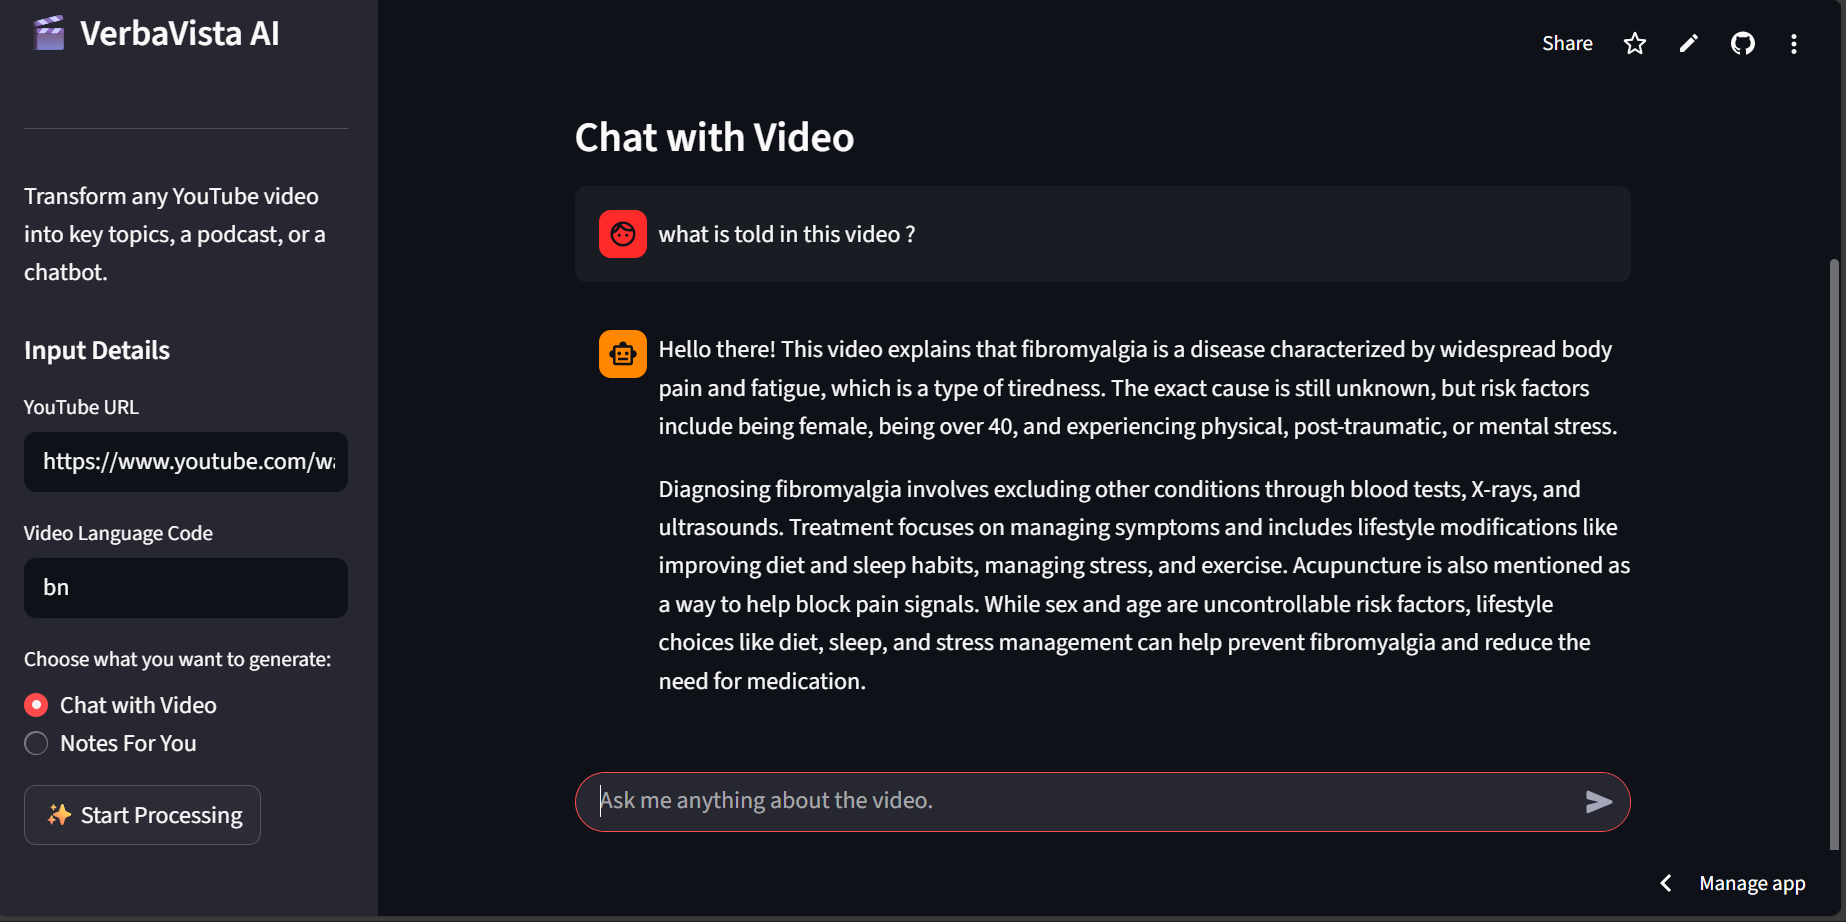 VerbaVista AI
Transform any YouTube video
into key topics, a podcast, or a
chatbot.
Input Details
YouTube URL
https://www.youtube.com/wa
Video Language Code
bn
Choose what you want to generate:
Chat with Video
Notes For You
✨ Start Processing
Share
Chat with Video
what is told in this video ?
Hello there! This video explains that fibromyalgia is a disease characterized by widespread body
pain and fatigue, which is a type of tiredness. The exact cause is still unknown, but risk factors
include being female, being over 40, and experiencing physical, post-traumatic, or mental stress.
Diagnosing fibromyalgia involves excluding other conditions through blood tests, X-rays, and
ultrasounds. Treatment focuses on managing symptoms and includes lifestyle modifications like
improving diet and sleep habits, managing stress, and exercise. Acupuncture is also mentioned as
a way to help block pain signals. While sex and age are uncontrollable risk factors, lifestyle
choices like diet, sleep, and stress management can help prevent fibromyalgia and reduce the
need for medication.
Ask me anything about the video.
Manage app